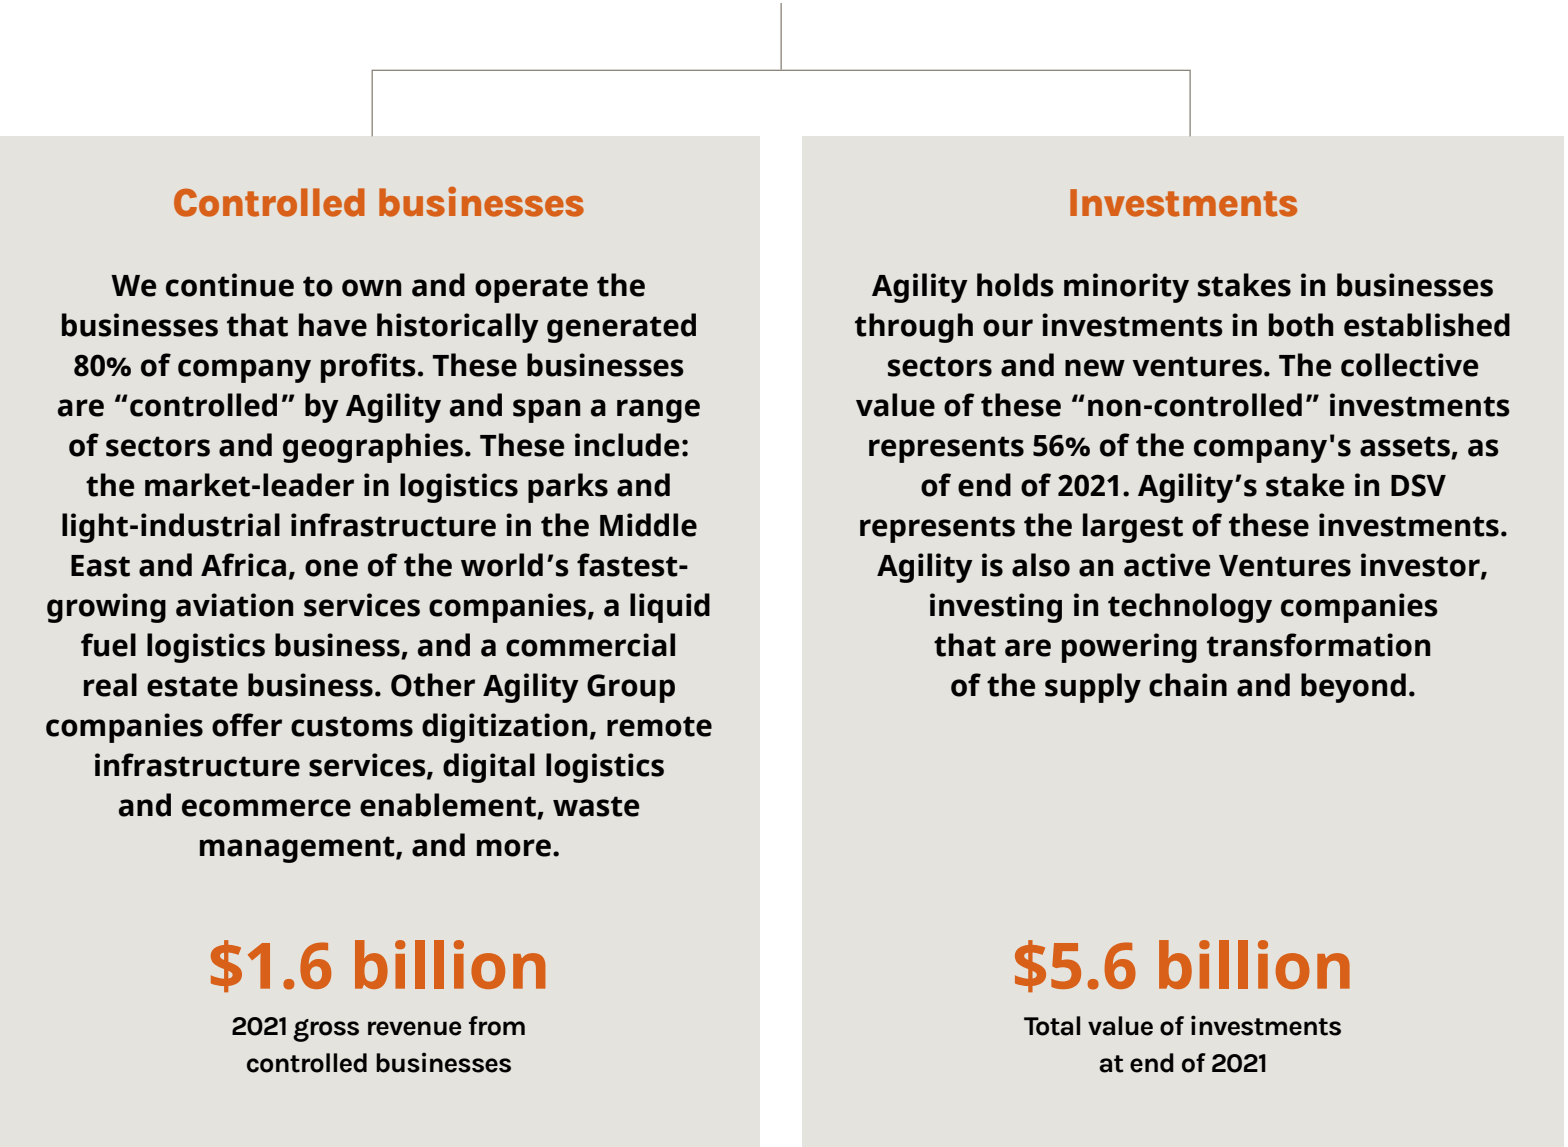 Controlled businesses
We continue to own and operate the
businesses that have historically generated
80% of company profits. These businesses
are “controlled” by Agility and span a range
of sectors and geographies. These include:
the market-leader in logistics parks and
light-industrial infrastructure in the Middle
East and Africa, one of the world’s fastest-
growing aviation services companies, a liquid
fuel logistics business, and a commercial
real estate business. Other Agility Group
companies offer customs digitization, remote
infrastructure services, digital logistics
and ecommerce enablement, waste
management, and more.
$1.6 billion
2021 gross revenue from
controlled businesses
Investments
Agility holds minority stakes in businesses
through our investments in both established
sectors and new ventures. The collective
value of these “non-controlled” investments
represents 56% of the company's assets, as
of end of 2021. Agility’s stake in DSV
represents the largest of these investments.
Agility is also an active Ventures investor,
investing in technology companies
that are powering transformation
of the supply chain and beyond.
$5.6 billion
Total value of investments
at end of 2021